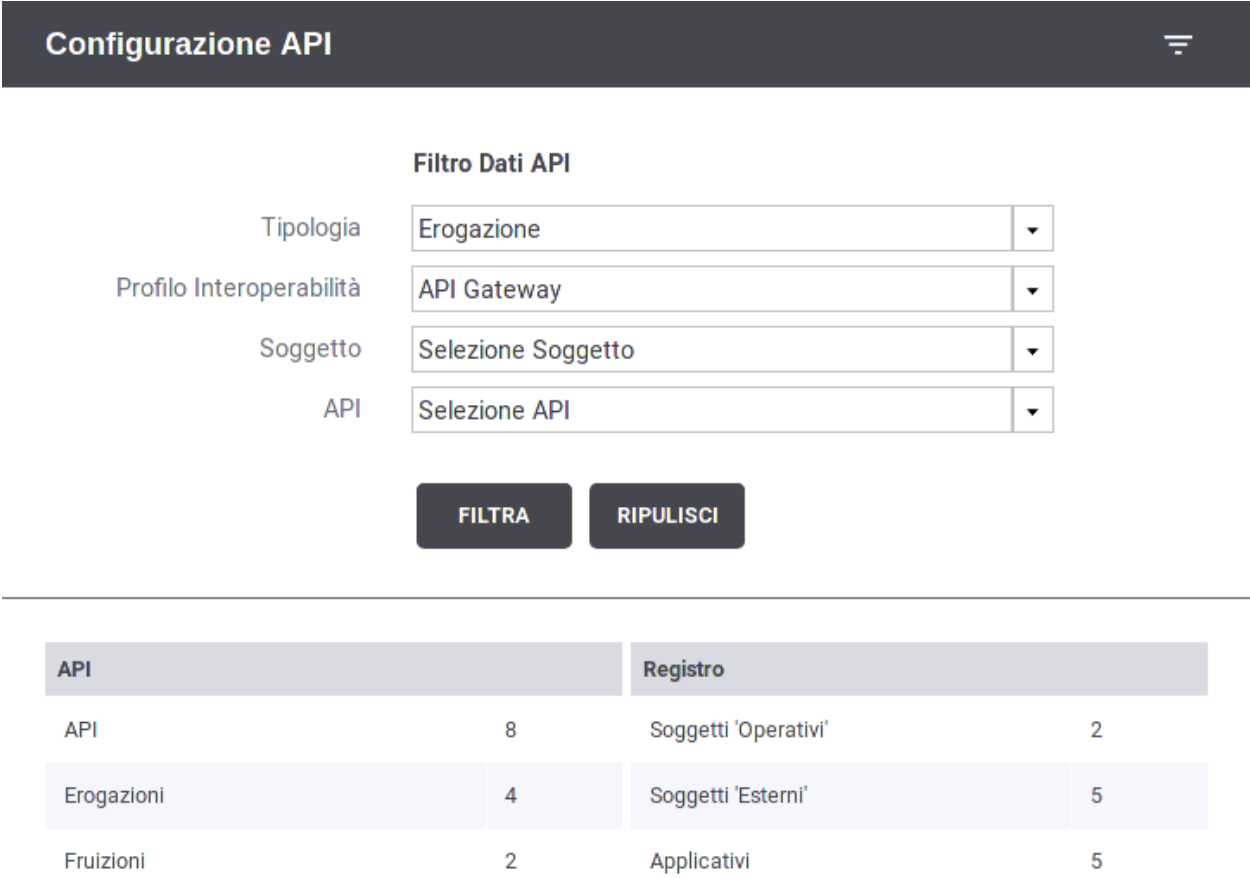 Configurazione API
Filtro Dati API
Tipologia Erogazione
Profilo Interoperabilità API Gateway
Soggetto Selezione Soggetto
API Selezione API
FILTRA RIPULISCI
API Registro
API 8 Soggetti 'Operativi' 2
Erogazioni 4 Soggetti 'Esterni' 5
Fruizioni 2 Applicativi 5